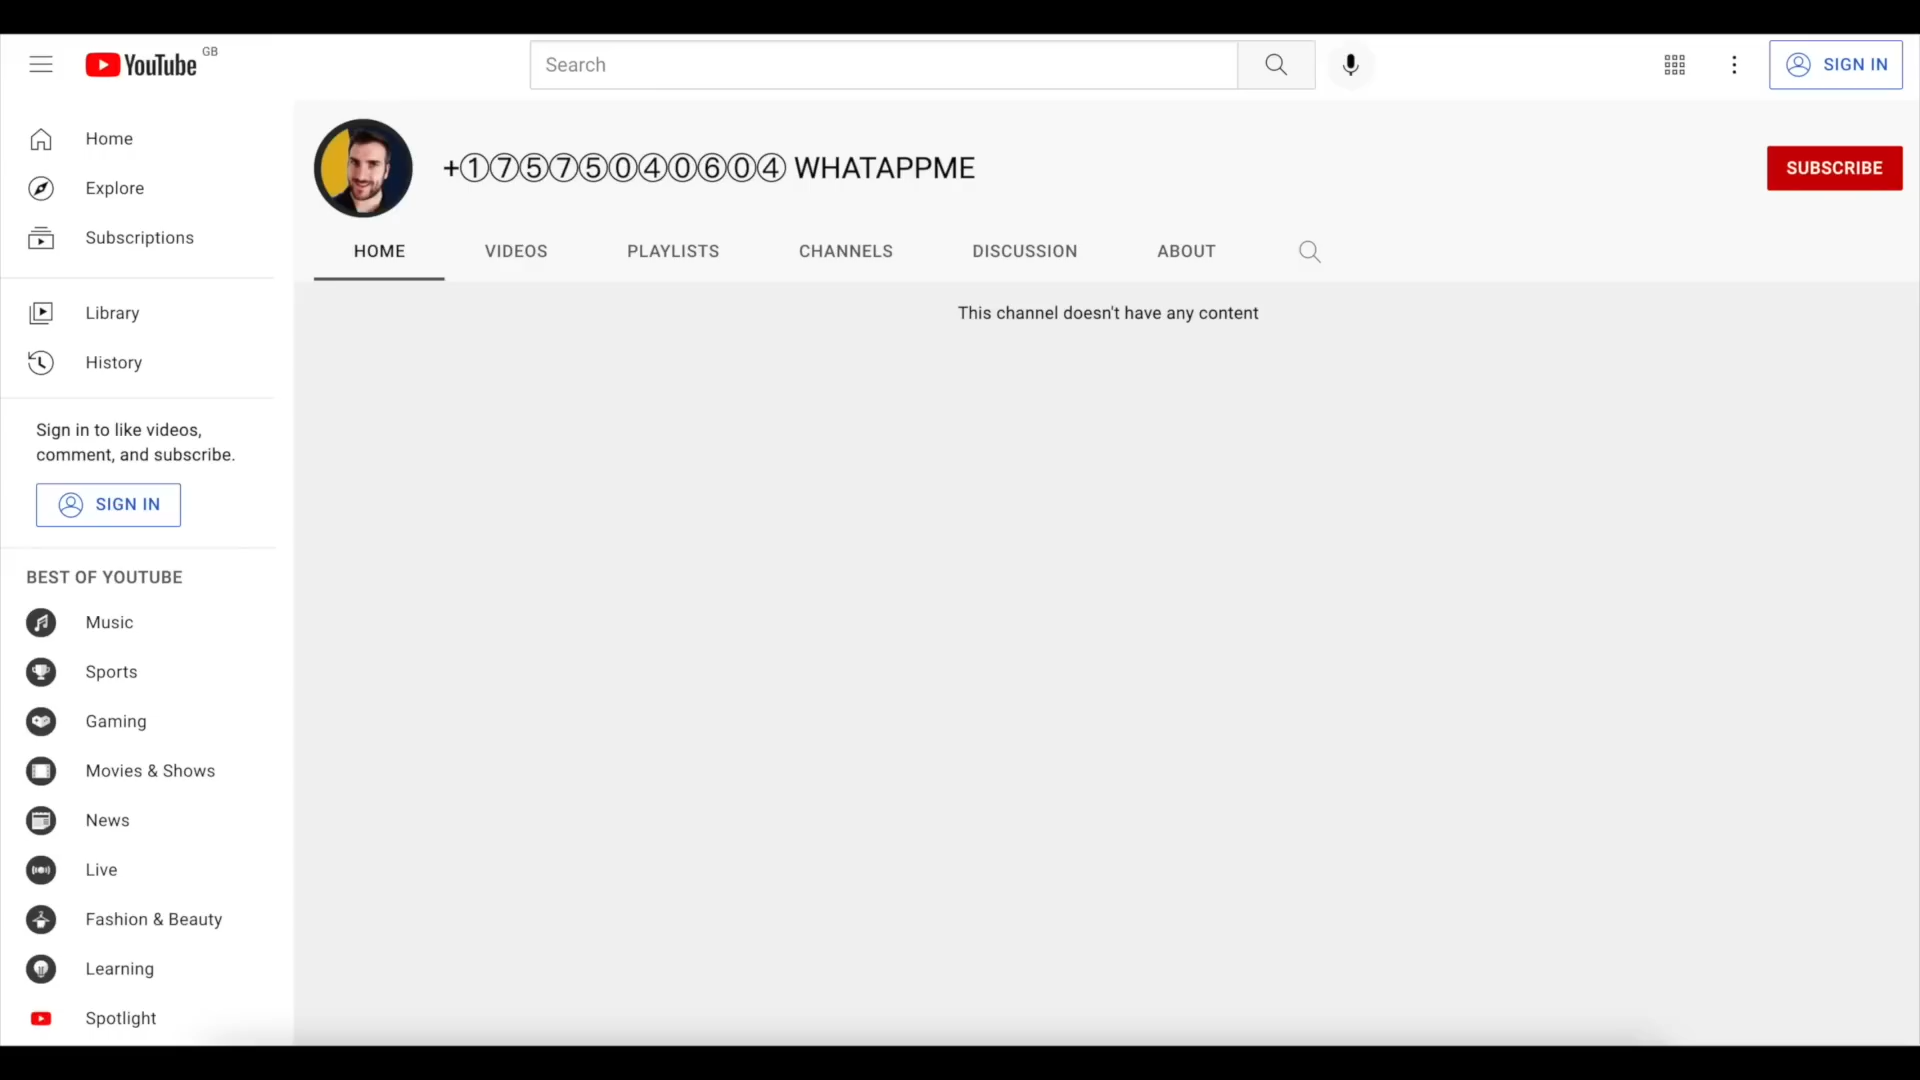 YouTube GB
Search
SIGN IN
Home
Explore
Subscriptions
Library
History
Sign in to like videos,
comment, and subscribe.
SIGN IN
BEST OF YOUTUBE
Music
Sports
Gaming
Movies & Shows
News
Live
Fashion & Beauty
Learning
Spotlight
+①⑦⑤⑦⑤⓪④⓪⑥⓪④ WHATAPPME
SUBSCRIBE
HOME VIDEOS PLAYLISTS CHANNELS DISCUSSION ABOUT
This channel doesn't have any content